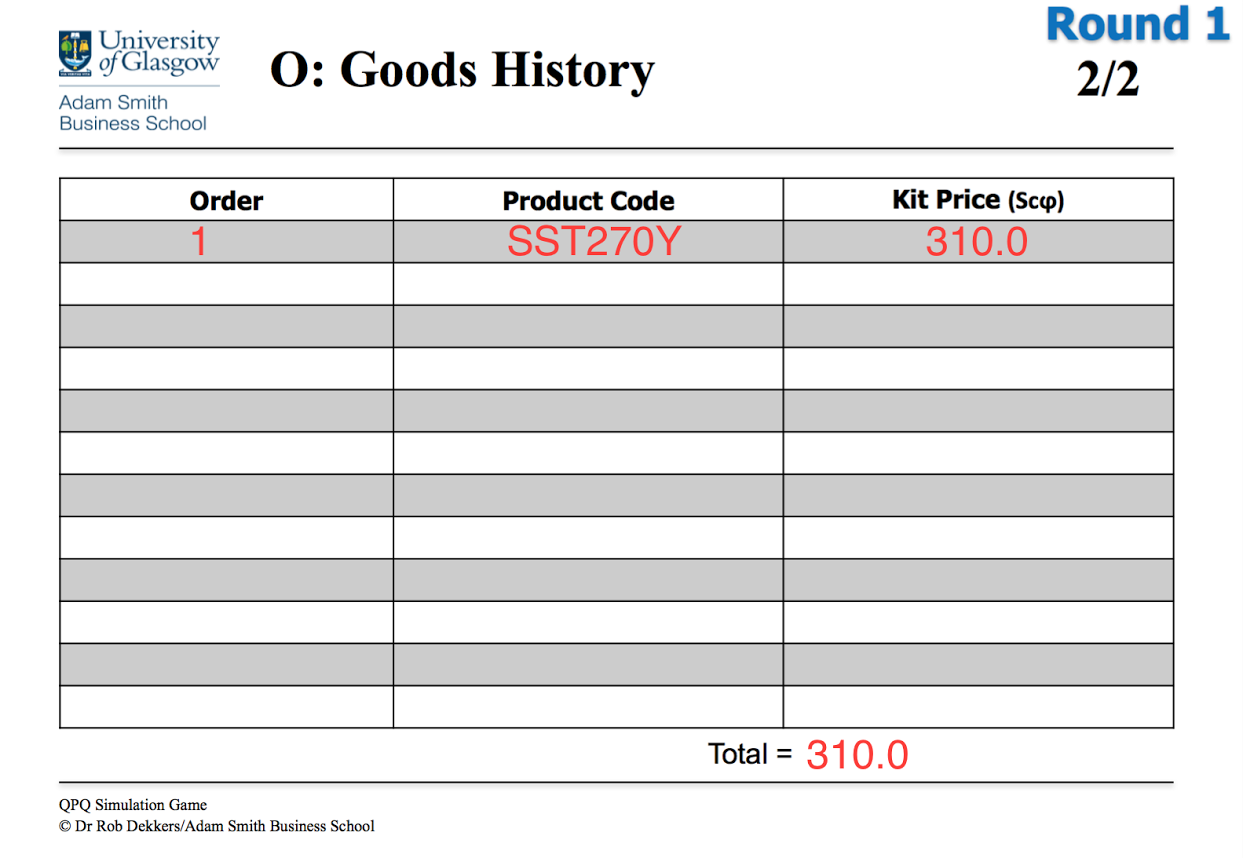 Round 1
University
of Glasgow
O: Goods History
2/2
Adam Smith
Business School
Order Product Code Kit Price (Scφ)
1 SST270Y 310.0
Total = 310.0
QPQ Simulation Game
© Dr Rob Dekkers/Adam Smith Business School